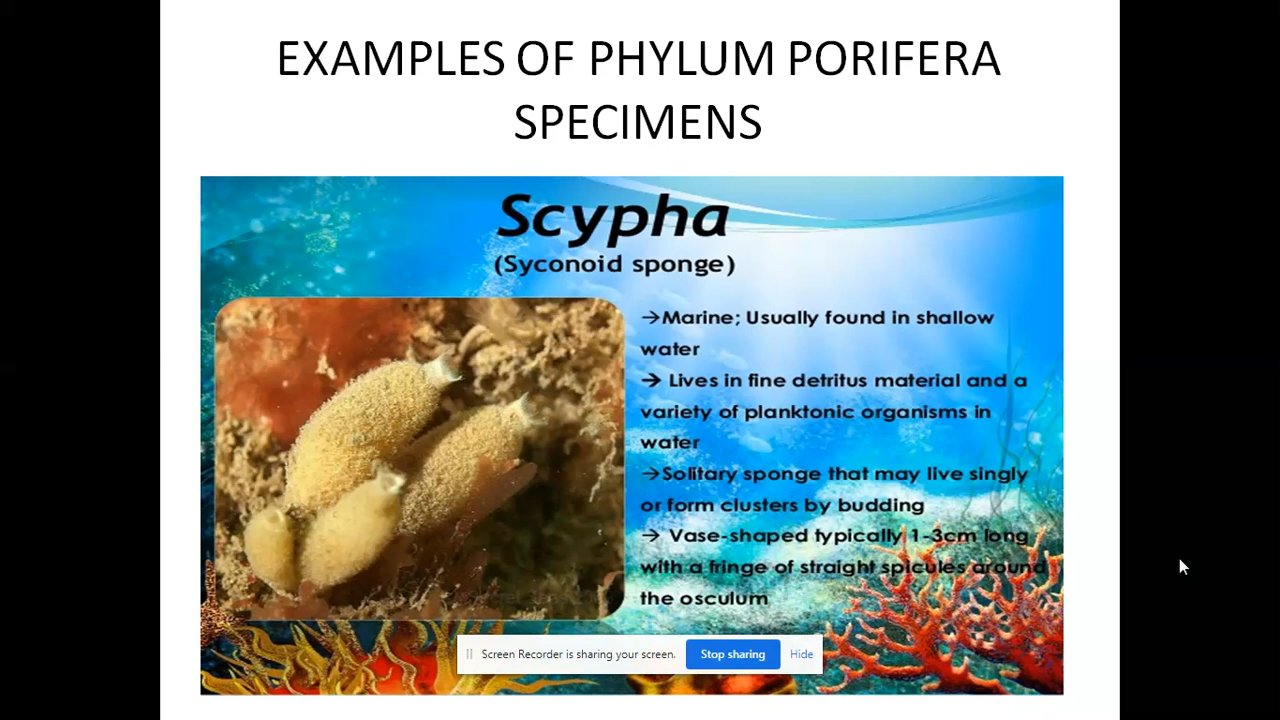 EXAMPLES OF PHYLUM PORIFERA
SPECIMENS
Scypha
(Syconoid sponge)
→Marine; Usually found in shallow
water
→ Lives in fine detritus material and a
variety of planktonic organisms in
water
→Solitary sponge that may live singly
or form clusters by budding
→ Vase-shaped typically 1-3cm long
with a fringe of straight spicules around
the osculum
Screen Recorder is sharing your screen.
Stop sharing
Hide